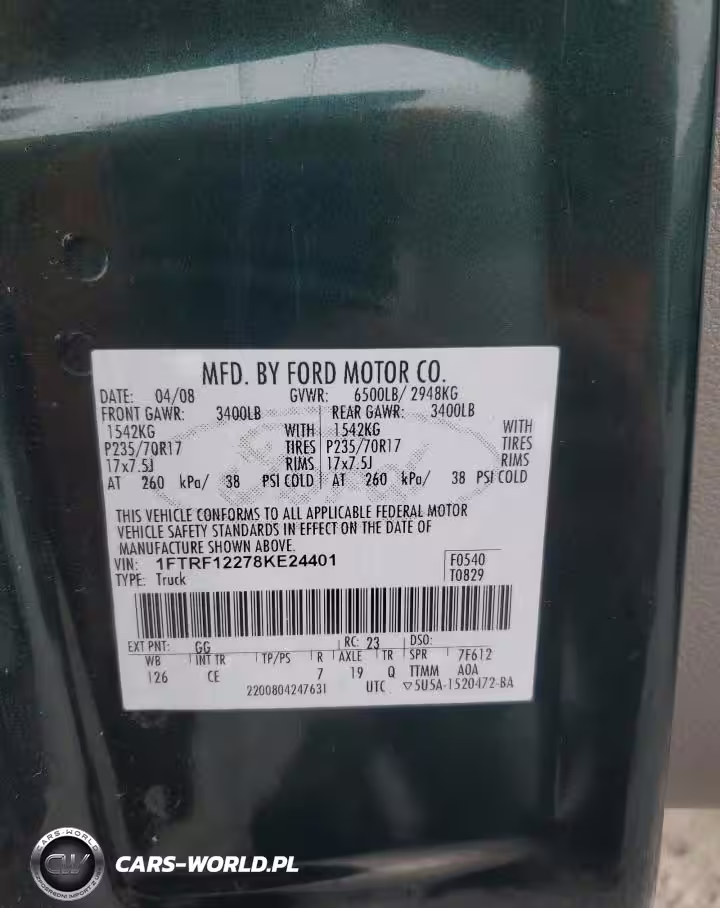 MFD. BY FORD MOTOR CO.
DATE: 04/08 GVWR: 6500LB/ 2948KG
FRONT GAWR: 3400LB REAR GAWR: 3400LB
1542KG WITH 1542KG WITH
P235/70R17 TIRES P235/70R17 TIRES
17x7.5J RIMS 17x7.5J RIMS
AT 260 kPa/ 38 PSI COLD AT 260 kPa/ 38 PSI COLD
THIS VEHICLE CONFORMS TO ALL APPLICABLE FEDERAL MOTOR
VEHICLE SAFETY STANDARDS IN EFFECT ON THE DATE OF
MANUFACTURE SHOWN ABOVE.
VIN: 1FTRF12278KE24401 F0540
TYPE: Truck T0829
EXT PNT: GG RC: 23 DSO:
WB INT TR TP/PS R AXLE TR SPR 7F612
126 CE 7 19 Q TTMM A0A
2200804247631 UTC ▽5U5A-1520472-BA
CARS-WORLD
CW
CARS-WORLD.PL